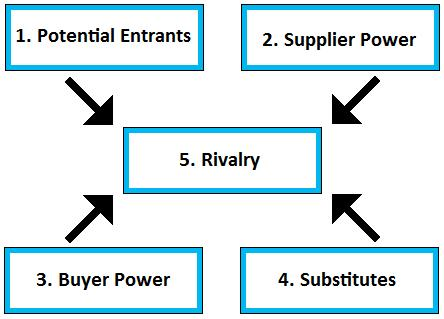 1. Potential Entrants
2. Supplier Power
5. Rivalry
3. Buyer Power
4. Substitutes